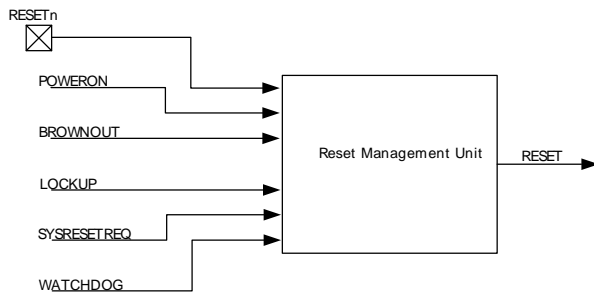 RESETn
POWERON
BROWNOUT
LOCKUP
SYSRESETREQ
WATCHDOG
Reset Management Unit
RESET